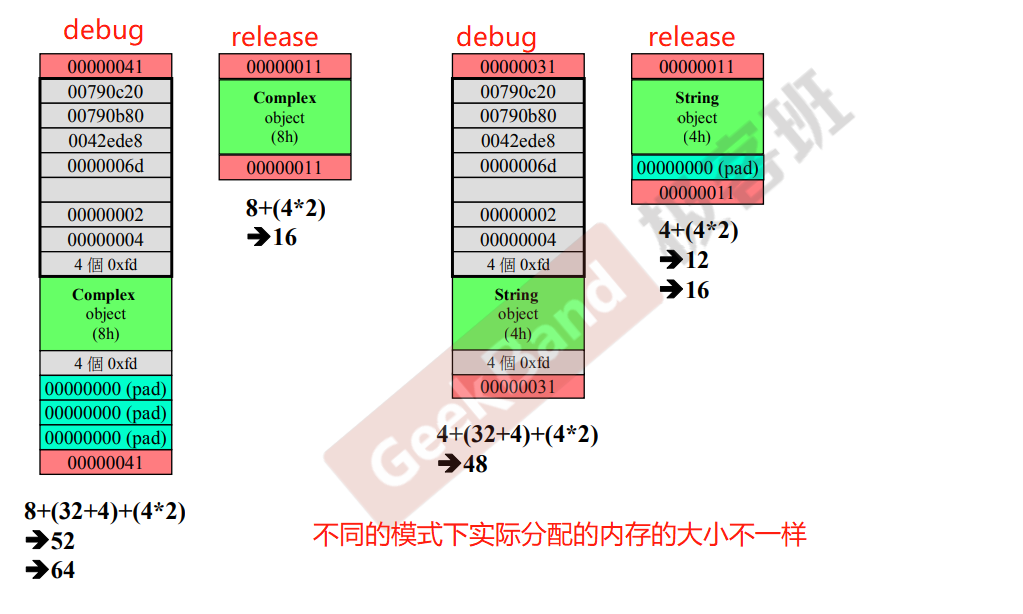 debug
00000041
00790c20
00790b80
0042ede8
0000006d
00000002
00000004
4 個 0xfd
Complex
object
(8h)
4 個 0xfd
00000000 (pad)
00000000 (pad)
00000000 (pad)
00000041
8+(32+4)+(4*2)
➔52
➔64
release
00000011
Complex
object
(8h)
00000011
8+(4*2)
➔16
debug
00000031
00790c20
00790b80
0042ede8
0000006d
00000002
00000004
4 個 0xfd
String
object
(4h)
4 個 0xfd
00000031
4+(32+4)+(4*2)
➔48
release
00000011
String
object
(4h)
00000000 (pad)
00000011
4+(4*2)
➔12
➔16
GeekBand 极客班
不同的模式下实际分配的内存的大小不一样